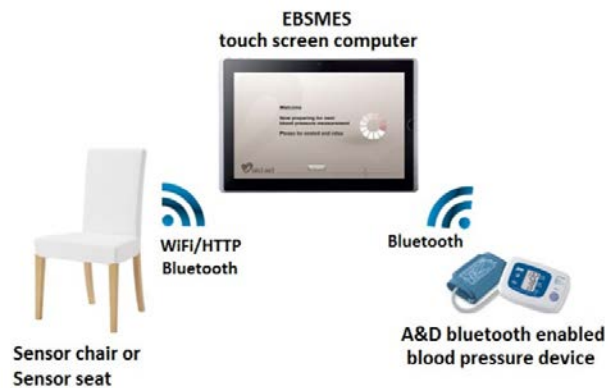 EBSMES
touch screen computer
Welcome
Now preparing for next
blood pressure measurement
Please be seated and relax
WiFi/HTTP
Bluetooth
Bluetooth
Sensor chair or
Sensor seat
A&D bluetooth enabled
blood pressure device